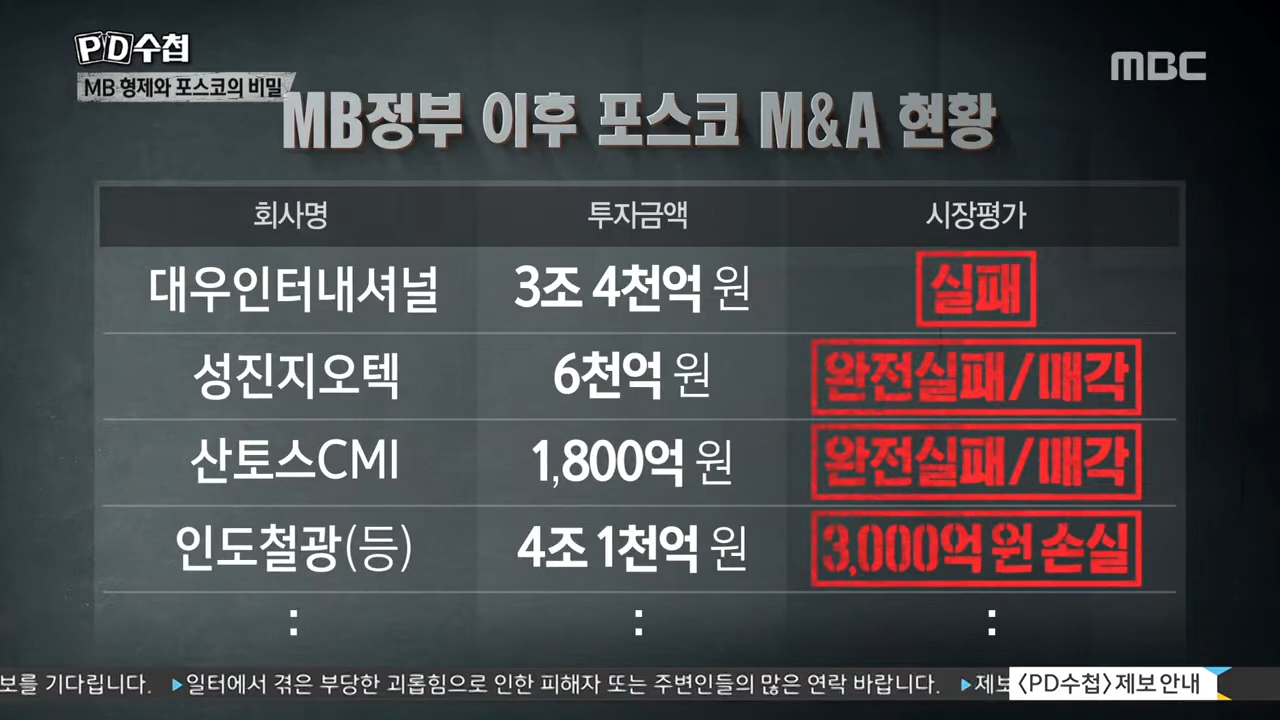 PD수첩
MBC
MB 형제와 포스코의 비밀
MB정부 이후 포스코 M&A 현황
회사명 투자금액 시장평가
대우인터내셔널 3조 4천억 원 실패
성진지오텍 6천억 원 완전실패/매각
산토스CMI 1,800억 원 완전실패/매각
인도철광(등) 4조 1천억 원 3,000억 원 손실
: : :
보를 기다립니다. ▶일터에서 겪은 부당한 괴롭힘으로 인한 피해자 또는 주변인들의 많은 연락 바랍니다. ▶제보 〈PD수첩〉제보 안내